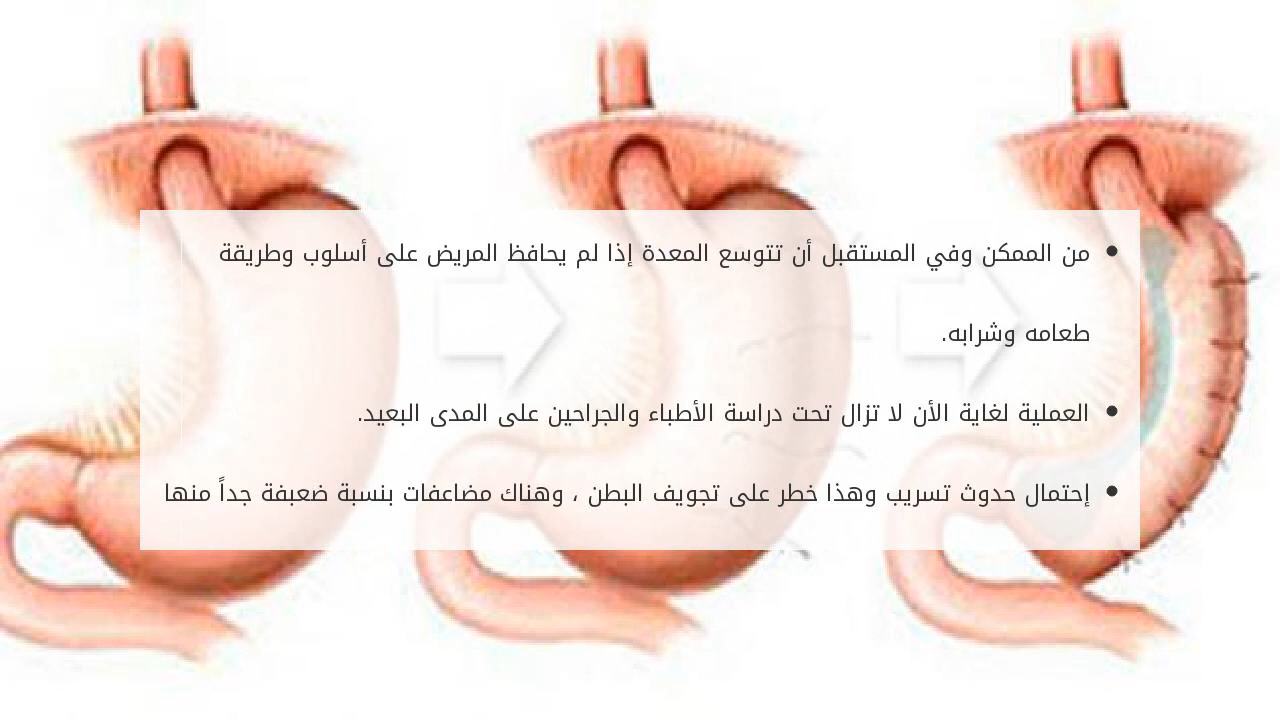 من الممكن وفي المستقبل أن تتوسع المعدة إذا لم يحافظ المريض على أسلوب وطريقة
طعامه وشرابه.
العملية لغاية الأن لا تزال تحت دراسة الأطباء والجراحين على المدى البعيد.
إحتمال حدوث تسريب وهذا خطر على تجويف البطن ، وهناك مضاعفات بنسبة ضعبفة جداً منها